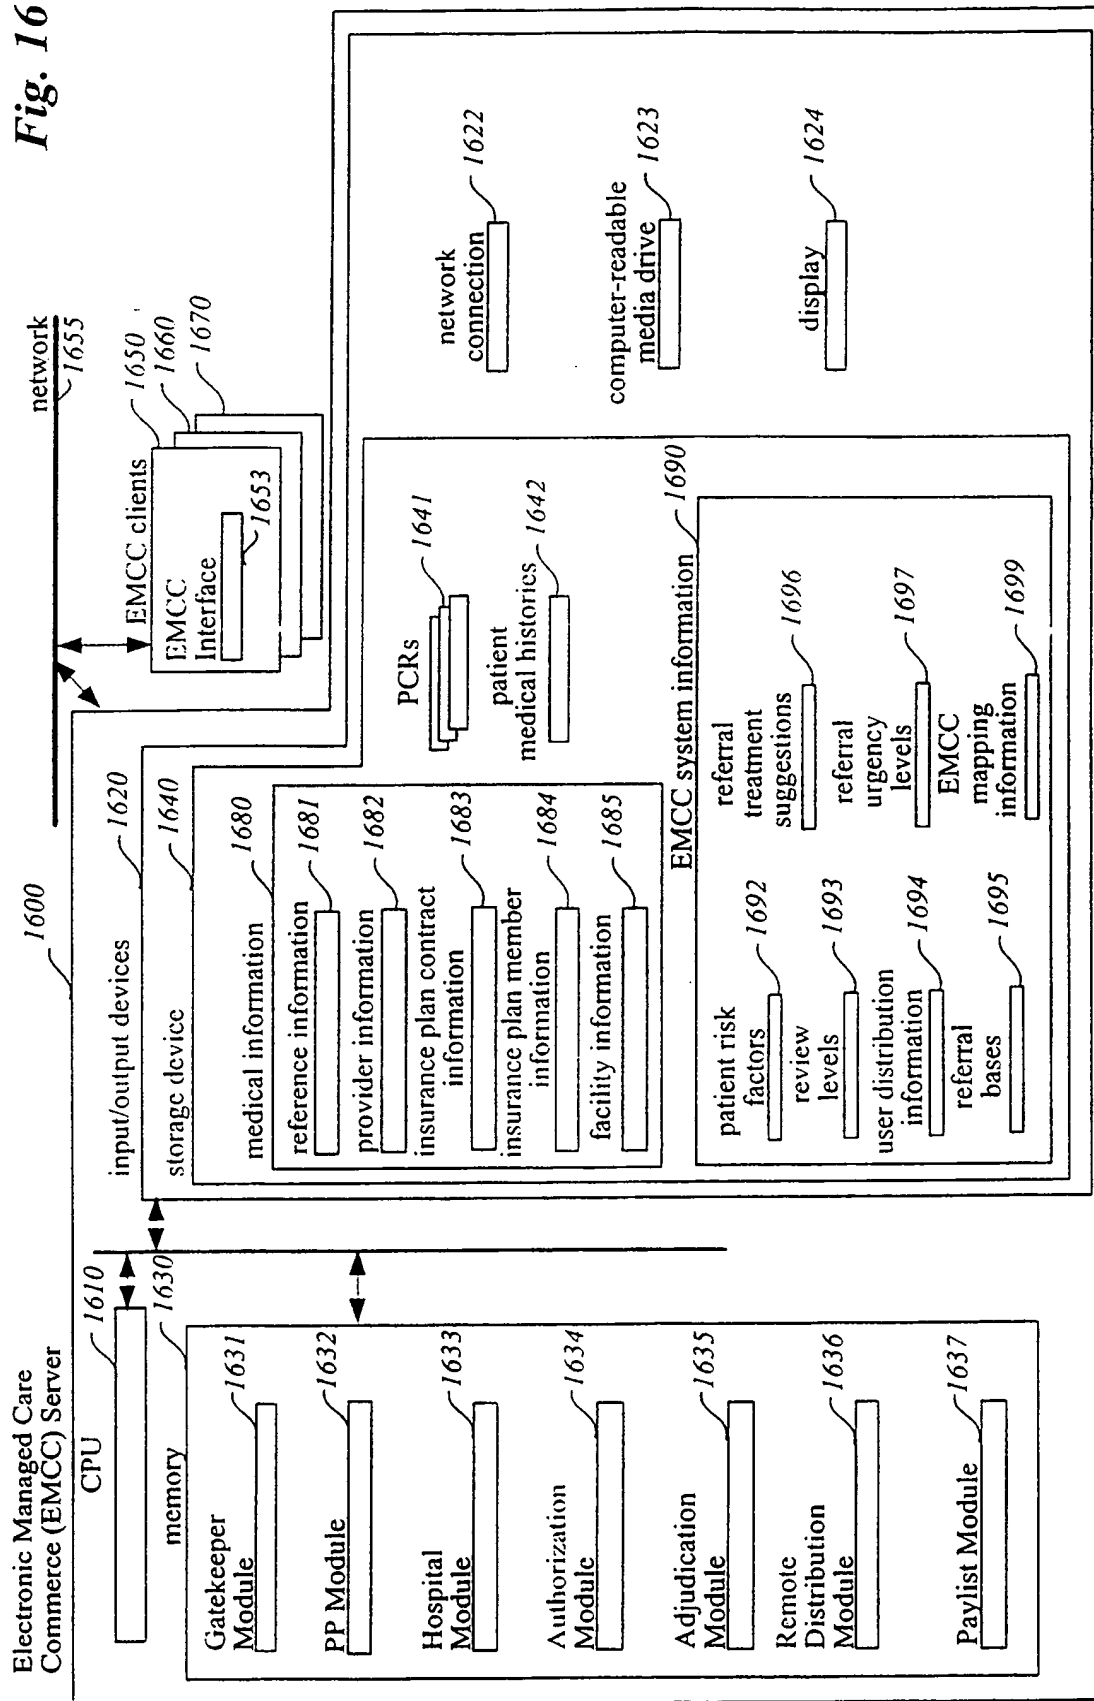 Fig. 16
Electronic Managed Care
Commerce (EMCC) Server
1600
CPU
1610
memory
1630
Gatekeeper
Module
1631
PP Module
1632
Hospital
Module
1633
Authorization
Module
1634
Adjudication
Module
1635
Remote
Distribution
Module
1636
Paylist Module
1637
input/output devices
1620
storage device
1640
medical information
1680
reference information
1681
provider information
1682
insurance plan contract
information
1683
insurance plan member
information
1684
facility information
1685
PCRs
1641
patient
medical histories
1642
EMCC system information
1690
patient risk
factors
1692
review
levels
1693
user distribution
information
1694
referral
bases
1695
referral
treatment
suggestions
1696
referral
urgency
levels
1697
EMCC
mapping
information
1699
network
1655
EMCC clients
1650
1660
1670
EMCC
Interface
1653
network
connection
1622
computer-readable
media drive
1623
display
1624